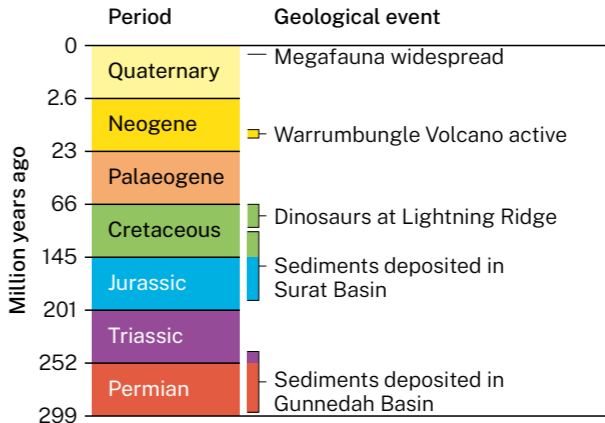 Period
Geological event
0
Quaternary
Megafauna widespread
2.6
Neogene
Warrumbungle Volcano active
23
Palaeogene
66
Cretaceous
Dinosaurs at Lightning Ridge
145
Jurassic
Sediments deposited in
Surat Basin
201
Triassic
252
Permian
Sediments deposited in
Gunnedah Basin
299
Million years ago